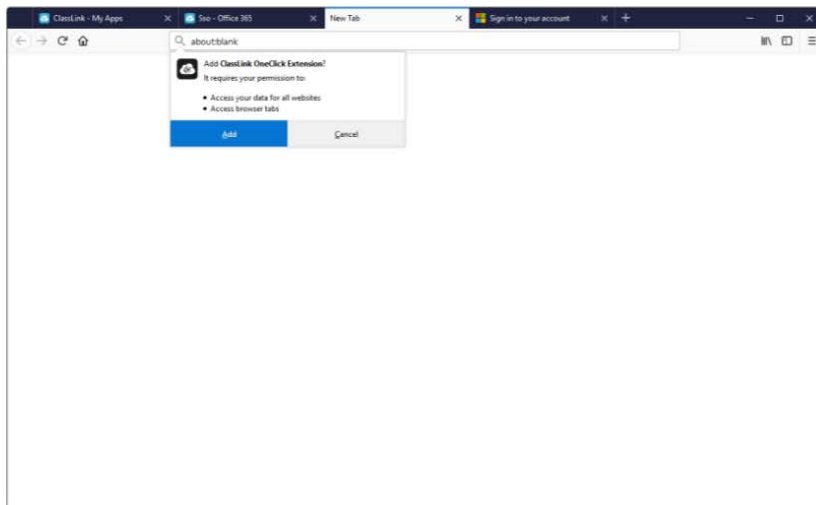 ClassLink - My Apps
Sso - Office 365
New Tab
Sign in to your account
about:blank
Add ClassLink OneClick Extension?
It requires your permission to:
• Access your data for all websites
• Access browser tabs
Add
Cancel